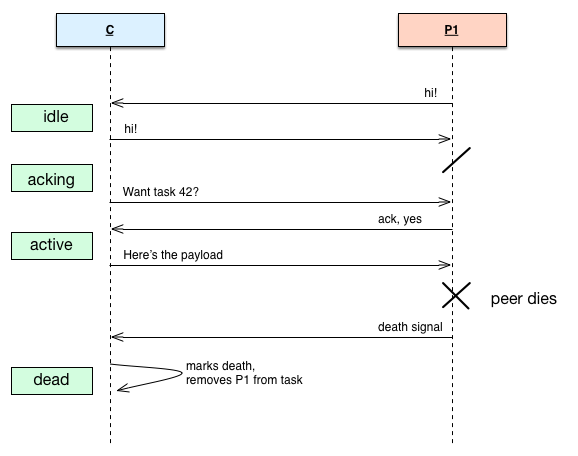 C
P1
hi!
idle
hi!
acking
Want task 42?
ack, yes
active
Here's the payload
peer dies
death signal
marks death,
removes P1 from task
dead